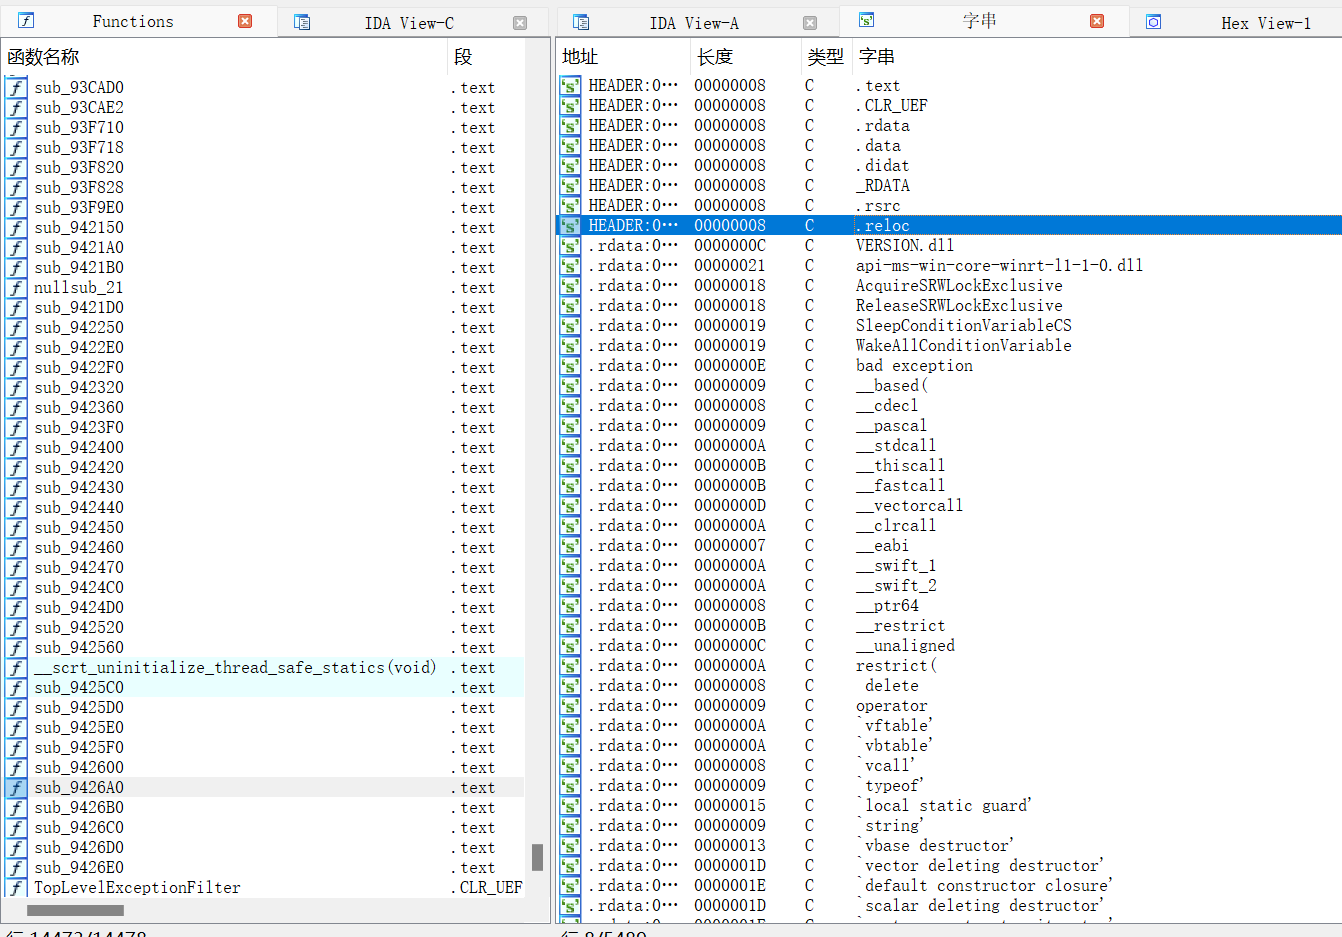 Functions IDA View-C IDA View-A 字串 Hex View-1
函数名称 段
sub_93CAD0 .text
sub_93CAE2 .text
sub_93F710 .text
sub_93F718 .text
sub_93F820 .text
sub_93F828 .text
sub_93F9E0 .text
sub_942150 .text
sub_9421A0 .text
sub_9421B0 .text
nullsub_21 .text
sub_9421D0 .text
sub_942250 .text
sub_9422E0 .text
sub_9422F0 .text
sub_942320 .text
sub_942360 .text
sub_9423F0 .text
sub_942400 .text
sub_942420 .text
sub_942430 .text
sub_942440 .text
sub_942450 .text
sub_942460 .text
sub_942470 .text
sub_9424C0 .text
sub_9424D0 .text
sub_942520 .text
sub_942560 .text
__scrt_uninitialize_thread_safe_statics(void) .text
sub_9425C0 .text
sub_9425D0 .text
sub_9425E0 .text
sub_9425F0 .text
sub_942600 .text
sub_9426A0 .text
sub_9426B0 .text
sub_9426C0 .text
sub_9426D0 .text
sub_9426E0 .text
TopLevelExceptionFilter .CLR_UEF
行 14473/14478
地址 长度 类型 字串
HEADER:0… 00000008 C .text
HEADER:0… 00000008 C .CLR_UEF
HEADER:0… 00000008 C .rdata
HEADER:0… 00000008 C .data
HEADER:0… 00000008 C .didat
HEADER:0… 00000008 C _RDATA
HEADER:0… 00000008 C .rsrc
HEADER:0… 00000008 C .reloc
.rdata:0… 0000000C C VERSION.dll
.rdata:0… 00000021 C api-ms-win-core-winrt-l1-1-0.dll
.rdata:0… 00000018 C AcquireSRWLockExclusive
.rdata:0… 00000018 C ReleaseSRWLockExclusive
.rdata:0… 00000019 C SleepConditionVariableCS
.rdata:0… 00000019 C WakeAllConditionVariable
.rdata:0… 0000000E C bad exception
.rdata:0… 00000009 C __based(
.rdata:0… 00000008 C __cdecl
.rdata:0… 00000009 C __pascal
.rdata:0… 0000000A C __stdcall
.rdata:0… 0000000B C __thiscall
.rdata:0… 0000000B C __fastcall
.rdata:0… 0000000D C __vectorcall
.rdata:0… 0000000A C __clrcall
.rdata:0… 00000007 C __eabi
.rdata:0… 0000000A C __swift_1
.rdata:0… 0000000A C __swift_2
.rdata:0… 00000008 C __ptr64
.rdata:0… 0000000B C __restrict
.rdata:0… 0000000C C __unaligned
.rdata:0… 0000000A C restrict(
.rdata:0… 00000008 C delete
.rdata:0… 00000009 C operator
.rdata:0… 0000000A C `vftable'
.rdata:0… 0000000A C `vbtable'
.rdata:0… 00000008 C `vcall'
.rdata:0… 00000009 C `typeof'
.rdata:0… 00000015 C `local static guard'
.rdata:0… 00000009 C `string'
.rdata:0… 00000013 C `vbase destructor'
.rdata:0… 0000001D C `vector deleting destructor'
.rdata:0… 0000001E C `default constructor closure'
.rdata:0… 0000001D C `scalar deleting destructor'